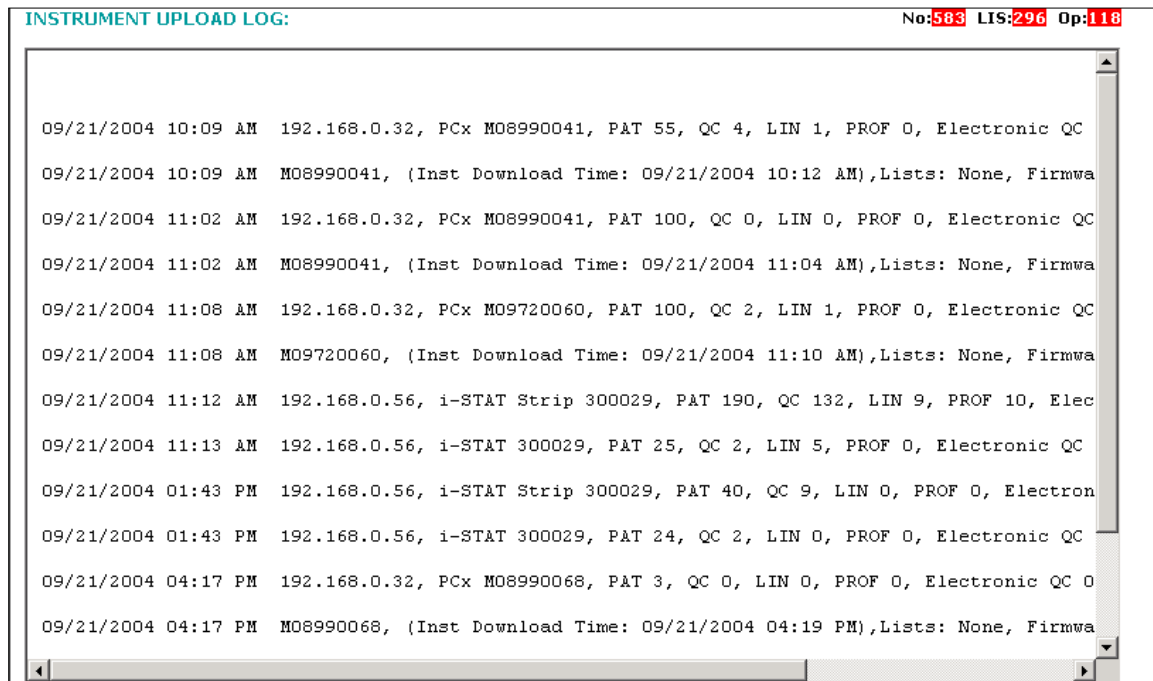 INSTRUMENT UPLOAD LOG: No:583 LIS:296 Op:118
09/21/2004 10:09 AM 192.168.0.32, PCx M08990041, PAT 55, QC 4, LIN 1, PROF 0, Electronic QC
09/21/2004 10:09 AM M08990041, (Inst Download Time: 09/21/2004 10:12 AM),Lists: None, Firmwa
09/21/2004 11:02 AM 192.168.0.32, PCx M08990041, PAT 100, QC 0, LIN 0, PROF 0, Electronic QC
09/21/2004 11:02 AM M08990041, (Inst Download Time: 09/21/2004 11:04 AM),Lists: None, Firmwa
09/21/2004 11:08 AM 192.168.0.32, PCx M09720060, PAT 100, QC 2, LIN 1, PROF 0, Electronic QC
09/21/2004 11:08 AM M09720060, (Inst Download Time: 09/21/2004 11:10 AM),Lists: None, Firmwa
09/21/2004 11:12 AM 192.168.0.56, i-STAT Strip 300029, PAT 190, QC 132, LIN 9, PROF 10, Elec
09/21/2004 11:13 AM 192.168.0.56, i-STAT 300029, PAT 25, QC 2, LIN 5, PROF 0, Electronic QC
09/21/2004 01:43 PM 192.168.0.56, i-STAT Strip 300029, PAT 40, QC 9, LIN 0, PROF 0, Electron
09/21/2004 01:43 PM 192.168.0.56, i-STAT 300029, PAT 24, QC 2, LIN 0, PROF 0, Electronic QC
09/21/2004 04:17 PM 192.168.0.32, PCx M08990068, PAT 3, QC 0, LIN 0, PROF 0, Electronic QC 0
09/21/2004 04:17 PM M08990068, (Inst Download Time: 09/21/2004 04:19 PM),Lists: None, Firmwa